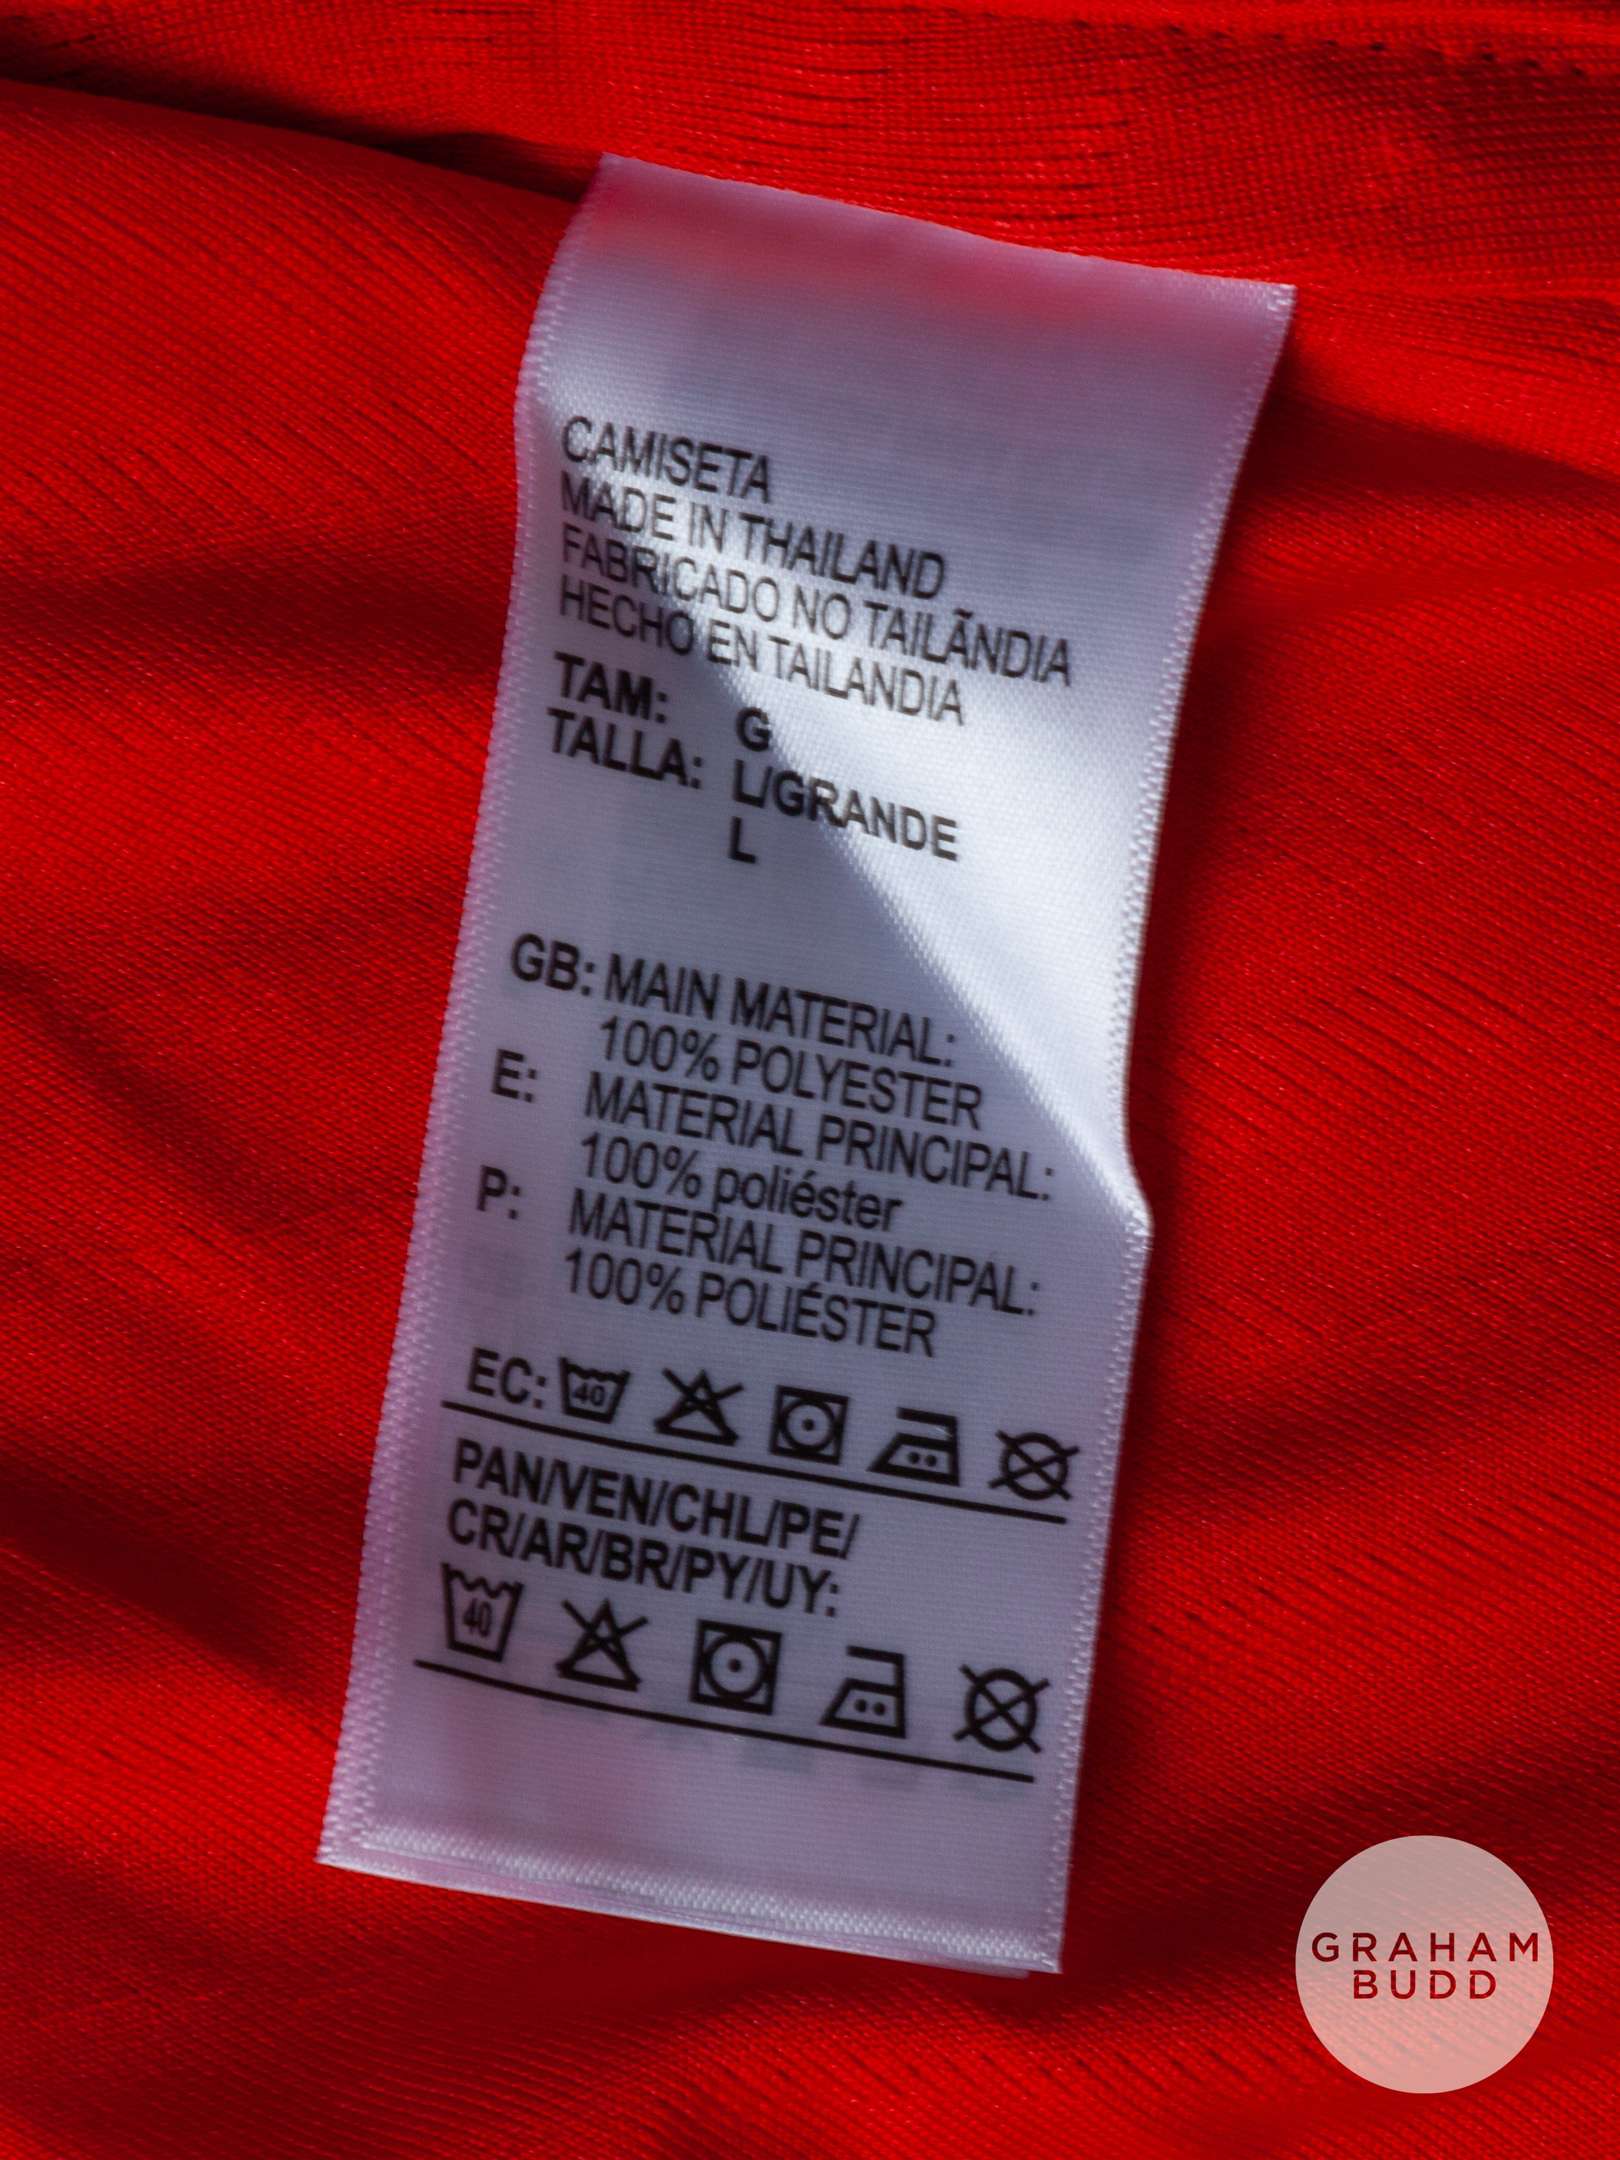 CAMISETA
MADE IN THAILAND
FABRICADO NO TAILÃNDIA
HECHO EN TAILANDIA
TAM: G
TALLA: L/GRANDE
L
GB: MAIN MATERIAL:
100% POLYESTER
E: MATERIAL PRINCIPAL:
100% poliéster
P: MATERIAL PRINCIPAL:
100% POLIÉSTER
EC: 40
PAN/VEN/CHL/PE/
CR/AR/BR/PY/UY:
40
GRAHAM
BUDD